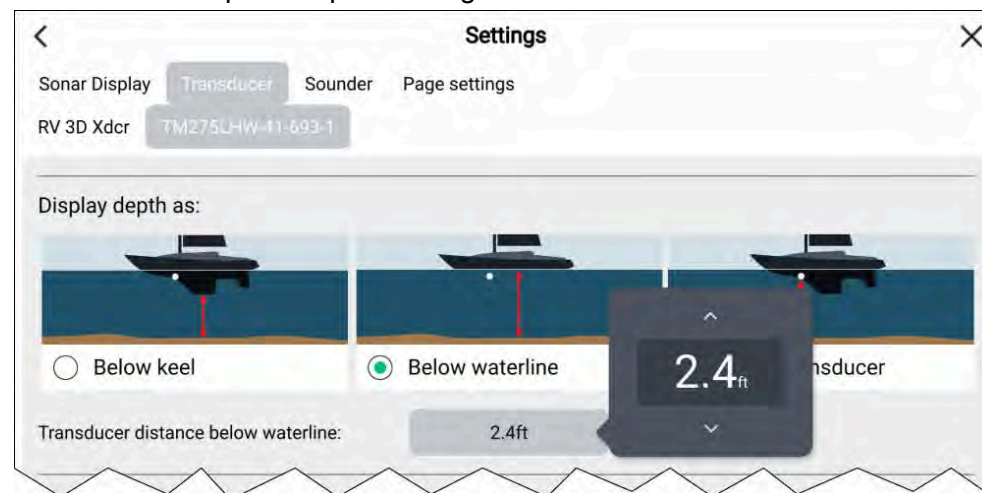 Settings
Sonar Display Transducer Sounder Page settings
RV 3D Xdcr TM275LHW-11-693-1
Display depth as:
Below keel Below waterline nsducer
2.4ft
Transducer distance below waterline: 2.4ft